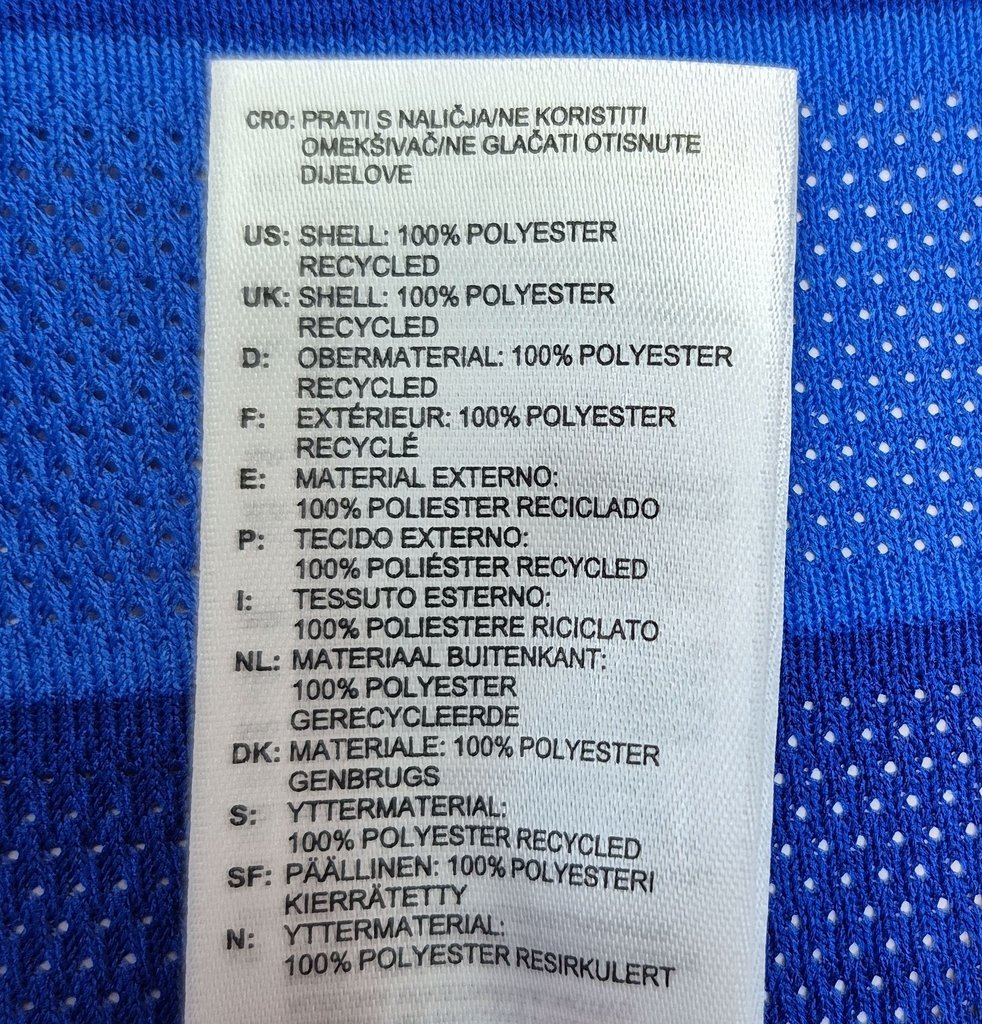 CRO: PRATI S NALIČJA/NE KORISTITI
OMEKŠIVAČ/NE GLAČATI OTISNUTE
DIJELOVE
US: SHELL: 100% POLYESTER
RECYCLED
UK: SHELL: 100% POLYESTER
RECYCLED
D: OBERMATERIAL: 100% POLYESTER
RECYCLED
F: EXTÉRIEUR: 100% POLYESTER
RECYCLÉ
E: MATERIAL EXTERNO:
100% POLIESTER RECICLADO
P: TECIDO EXTERNO:
100% POLIÉSTER RECYCLED
I: TESSUTO ESTERNO:
100% POLIESTERE RICICLATO
NL: MATERIAAL BUITENKANT:
100% POLYESTER
GERECYCLEERDE
DK: MATERIALE: 100% POLYESTER
GENBRUGS
S: YTTERMATERIAL:
100% POLYESTER RECYCLED
SF: PÄÄLLINEN: 100% POLYESTERI
KIERRÄTETTY
N: YTTERMATERIAL:
100% POLYESTER RESIRKULERT